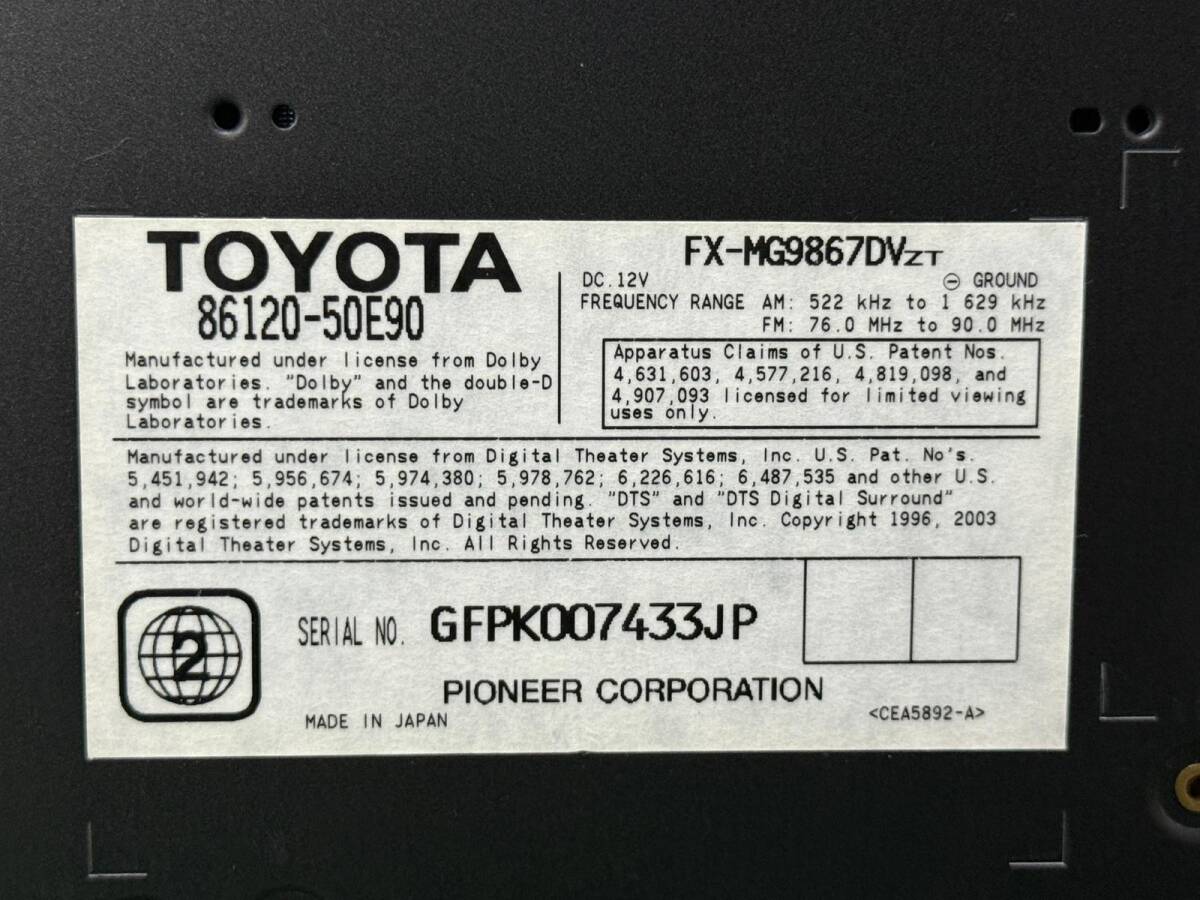 TOYOTA
86120-50E90
Manufactured under license from Dolby
Laboratories. "Dolby" and the double-D
symbol are trademarks of Dolby
Laboratories.
FX-MG9867DVZT
DC.12V ⊖ GROUND
FREQUENCY RANGE AM: 522 kHz to 1 629 kHz
FM: 76.0 MHz to 90.0 MHz
Apparatus Claims of U.S. Patent Nos.
4,631,603, 4,577,216, 4,819,098, and
4,907,093 licensed for limited viewing
uses only.
Manufactured under license from Digital Theater Systems, Inc. U.S. Pat. No's.
5,451,942; 5,956,674; 5,974,380; 5,978,762; 6,226,616; 6,487,535 and other U.S.
and world-wide patents issued and pending. "DTS" and "DTS Digital Surround"
are registered trademarks of Digital Theater Systems, Inc. Copyright 1996, 2003
Digital Theater Systems, Inc. All Rights Reserved.
2
SERIAL NO. GFPK007433JP
PIONEER CORPORATION
MADE IN JAPAN
<CEA5892-A>